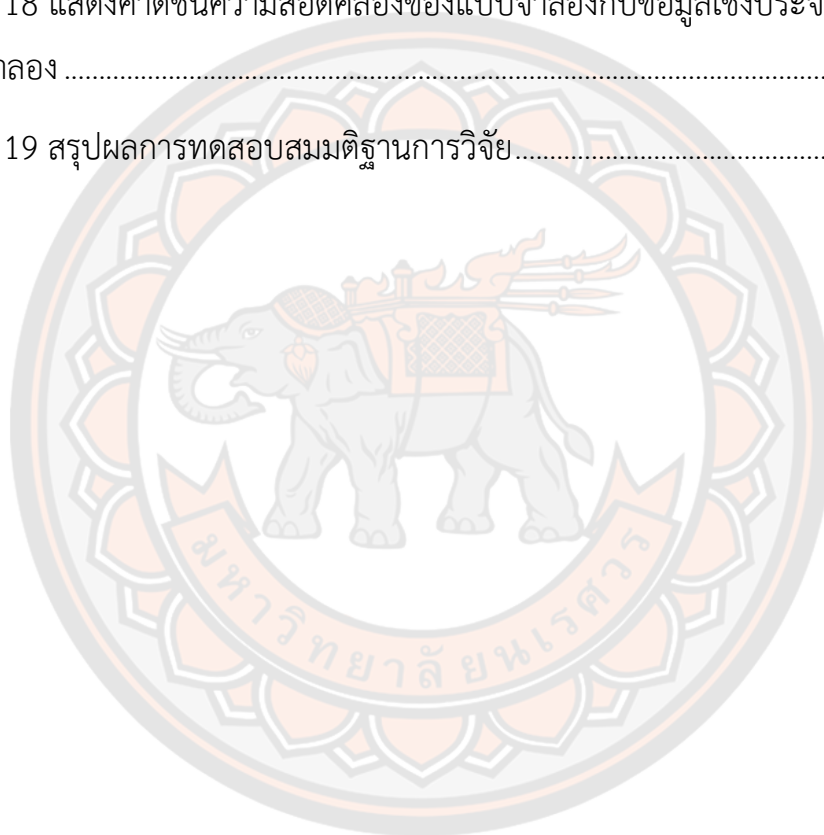 18 แสดงค่าดัชนีความสอดคล้องของแบบจำลองกับข้อมูลเชิงประจ
ลอง ................................................................................
19 สรุปผลการทดสอบสมมติฐานการวิจัย ................................................
มหาวิทยาลัยนเรศวร